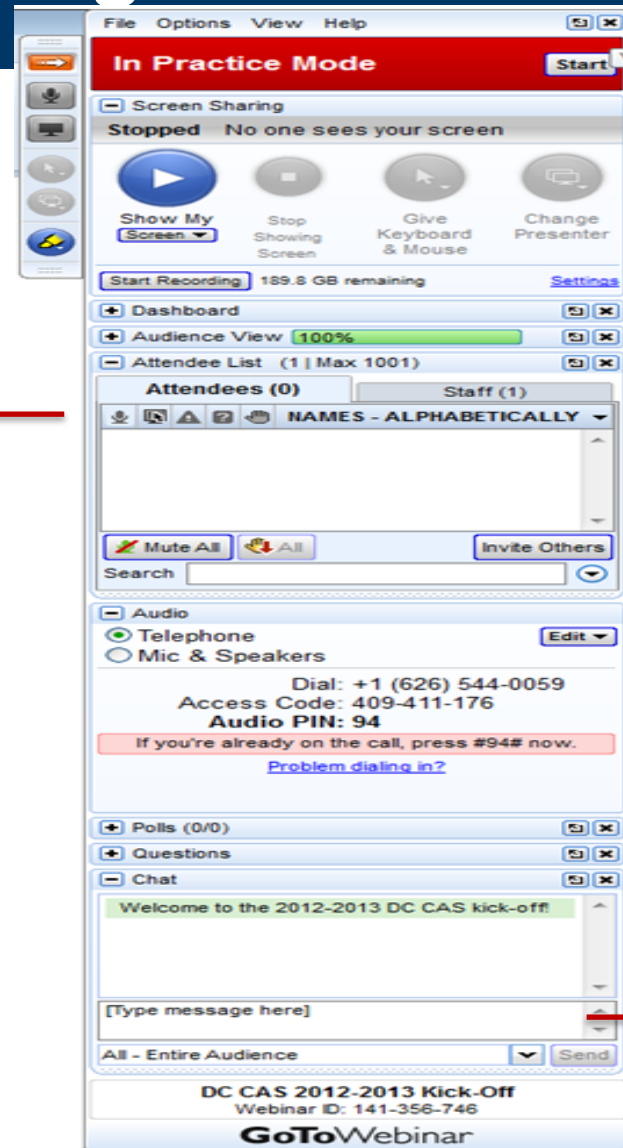 File Options View Help
In Practice Mode
Start
Screen Sharing
Stopped No one sees your screen
Show My
Screen
Stop
Showing
Screen
Give
Keyboard
& Mouse
Change
Presenter
Start Recording 189.8 GB remaining Settings
Dashboard
Audience View 100%
Attendee List (1 | Max 1001)
Attendees (0) Staff (1)
NAMES - ALPHABETICALLY
Mute All All Invite Others
Search
Audio
Telephone Edit
Mic & Speakers
Dial: +1 (626) 544-0059
Access Code: 409-411-176
Audio PIN: 94
If you're already on the call, press #94# now.
Problem dialing in?
Polls (0/0)
Questions
Chat
Welcome to the 2012-2013 DC CAS kick-off!
[Type message here]
All - Entire Audience Send
DC CAS 2012-2013 Kick-Off
Webinar ID: 141-356-746
GoToWebinar